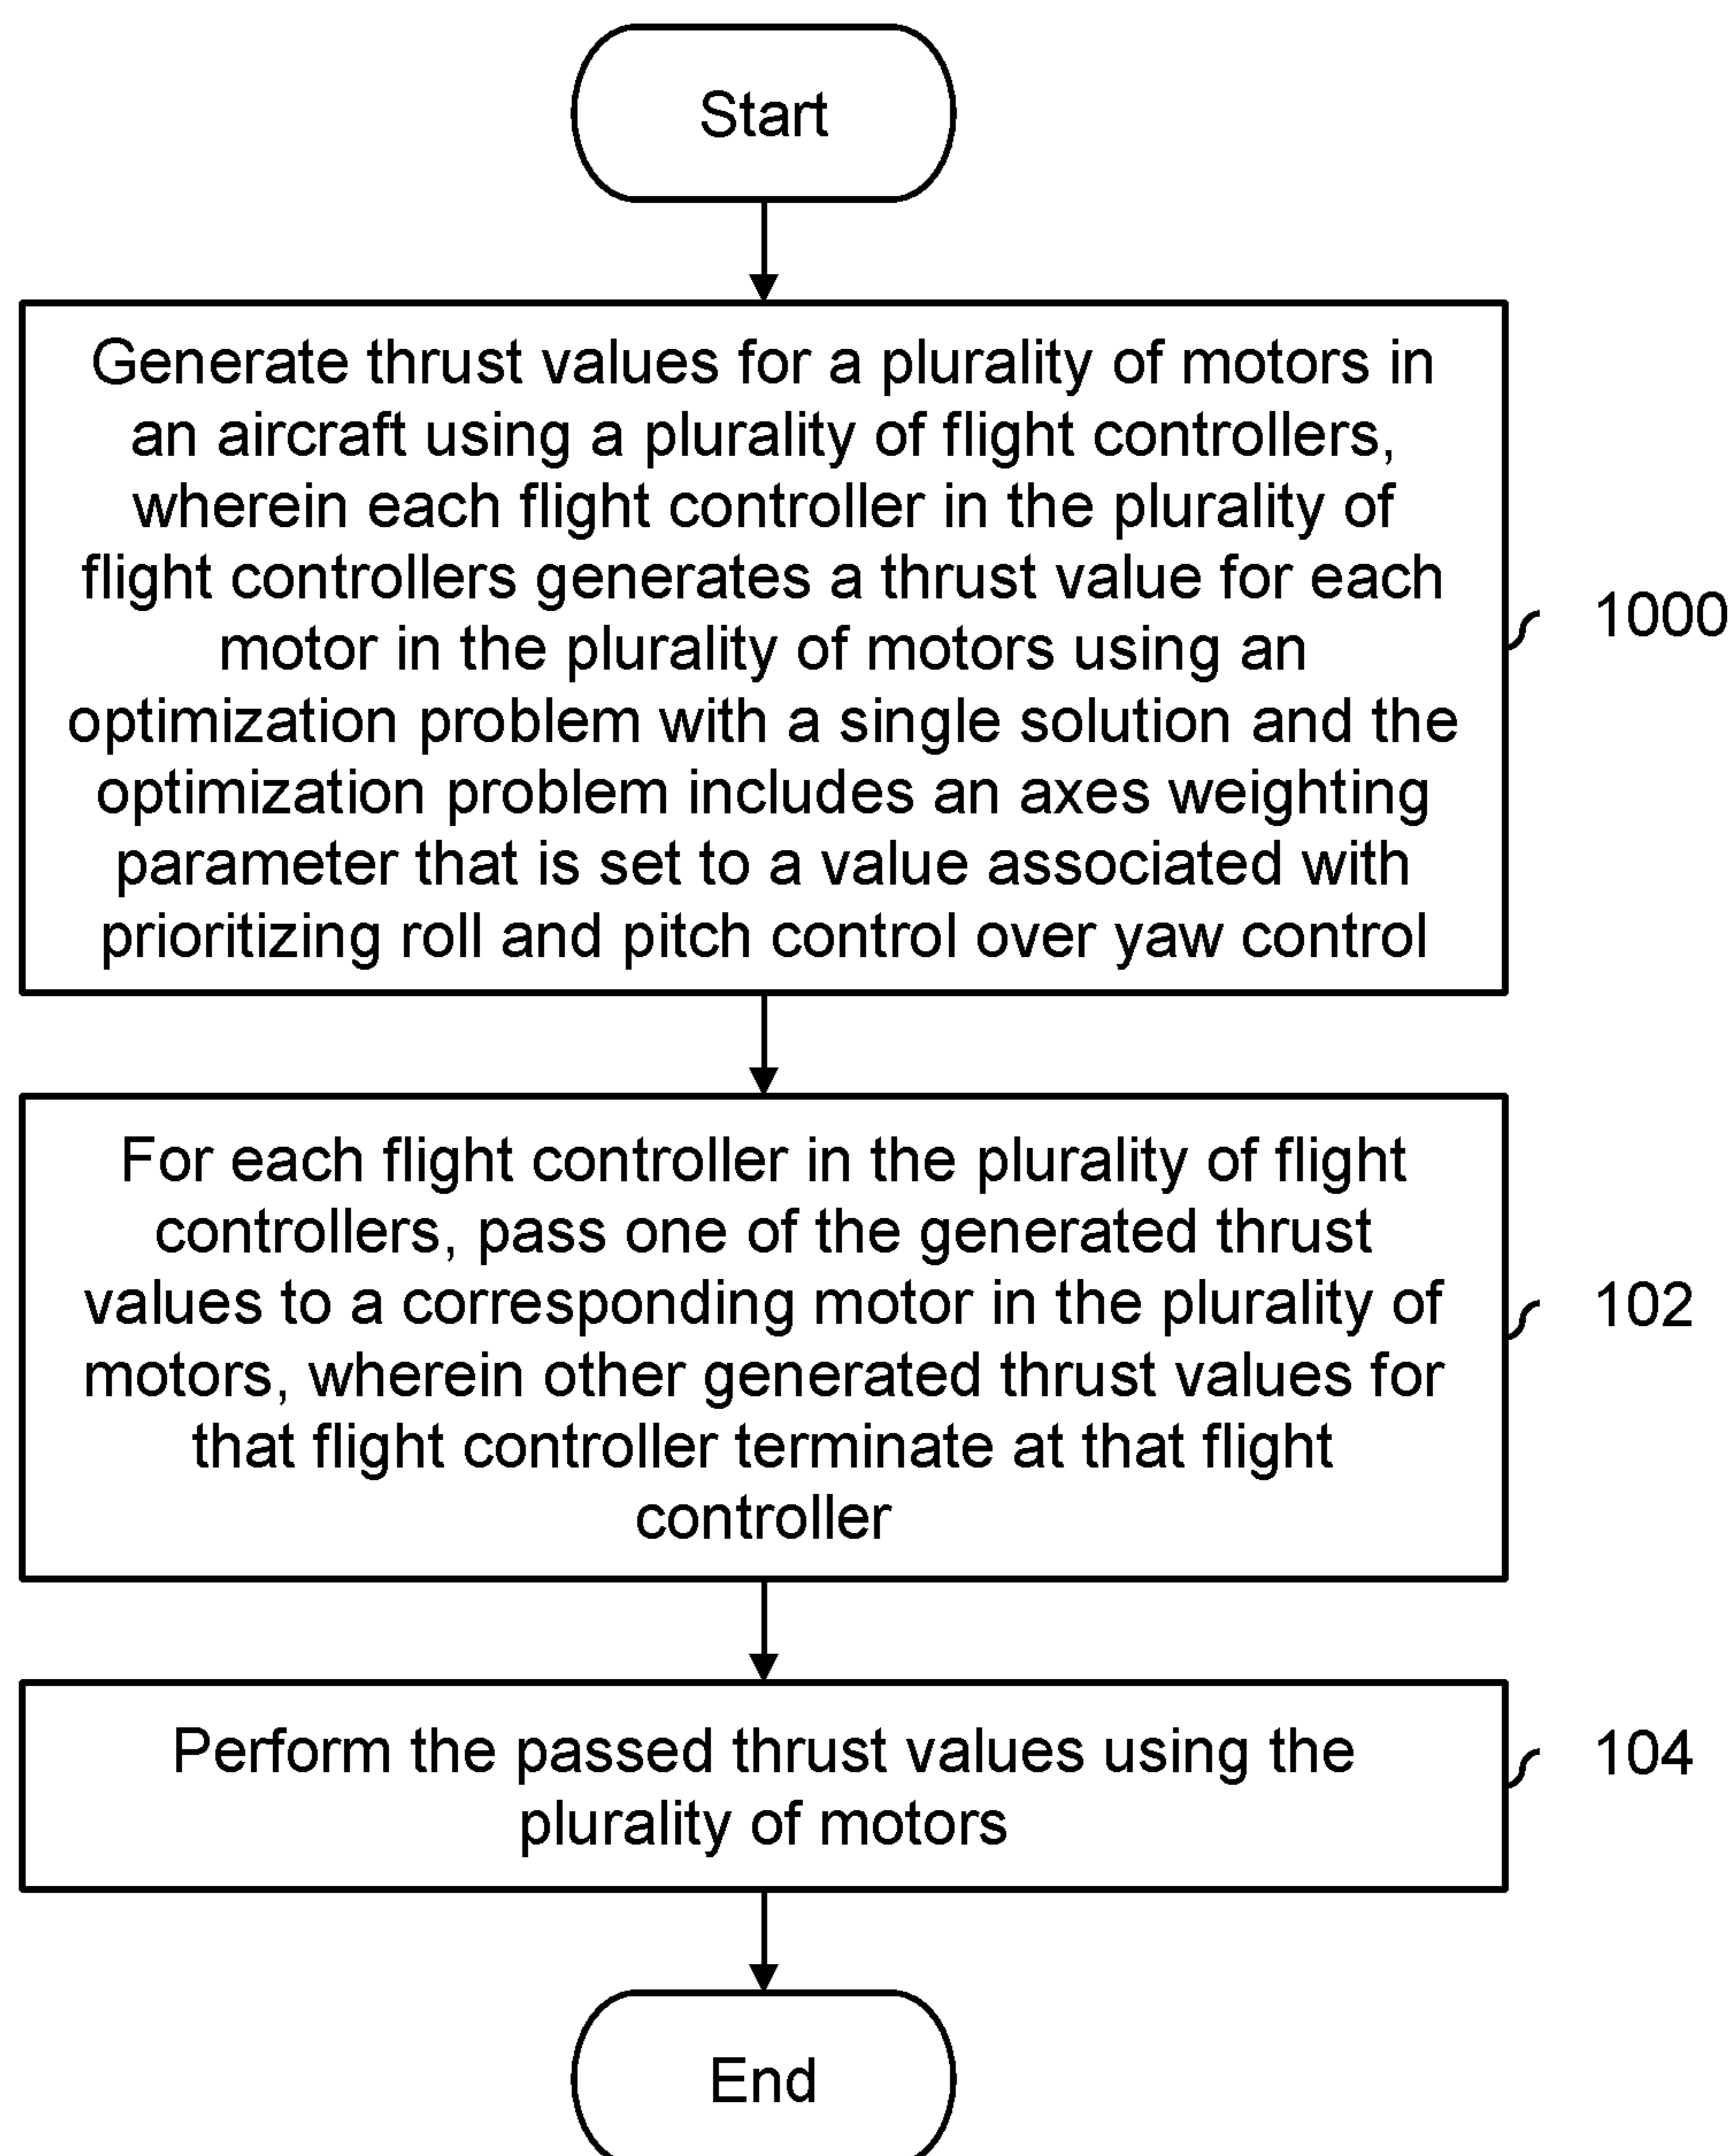 Start
Generate thrust values for a plurality of motors in
an aircraft using a plurality of flight controllers,
wherein each flight controller in the plurality of
flight controllers generates a thrust value for each
motor in the plurality of motors using an
optimization problem with a single solution and the
optimization problem includes an axes weighting
parameter that is set to a value associated with
prioritizing roll and pitch control over yaw control
1000
For each flight controller in the plurality of flight
controllers, pass one of the generated thrust
values to a corresponding motor in the plurality of
motors, wherein other generated thrust values for
that flight controller terminate at that flight
controller
102
Perform the passed thrust values using the
plurality of motors
104
End